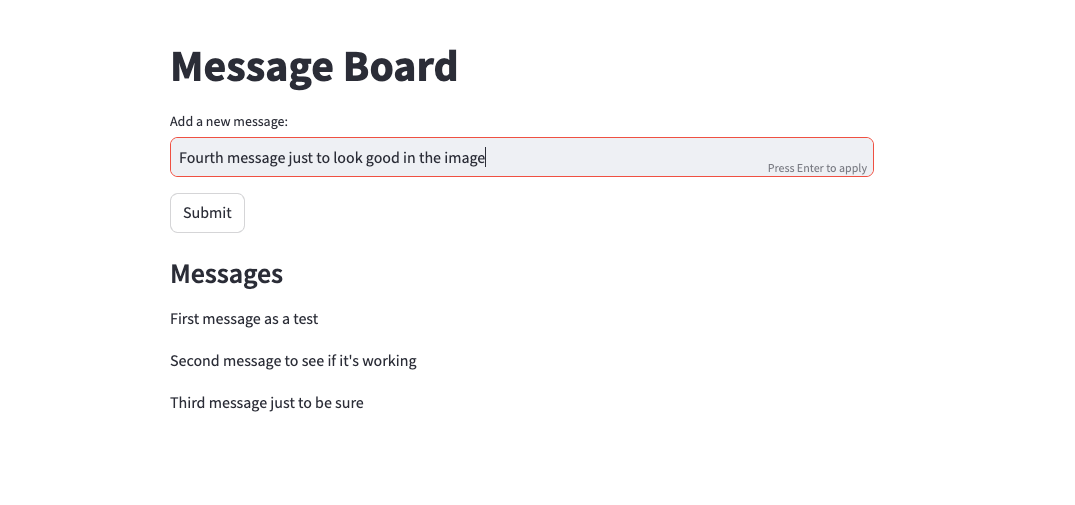 Message Board
Add a new message:
Fourth message just to look good in the image
Press Enter to apply
Submit
Messages
First message as a test
Second message to see if it's working
Third message just to be sure